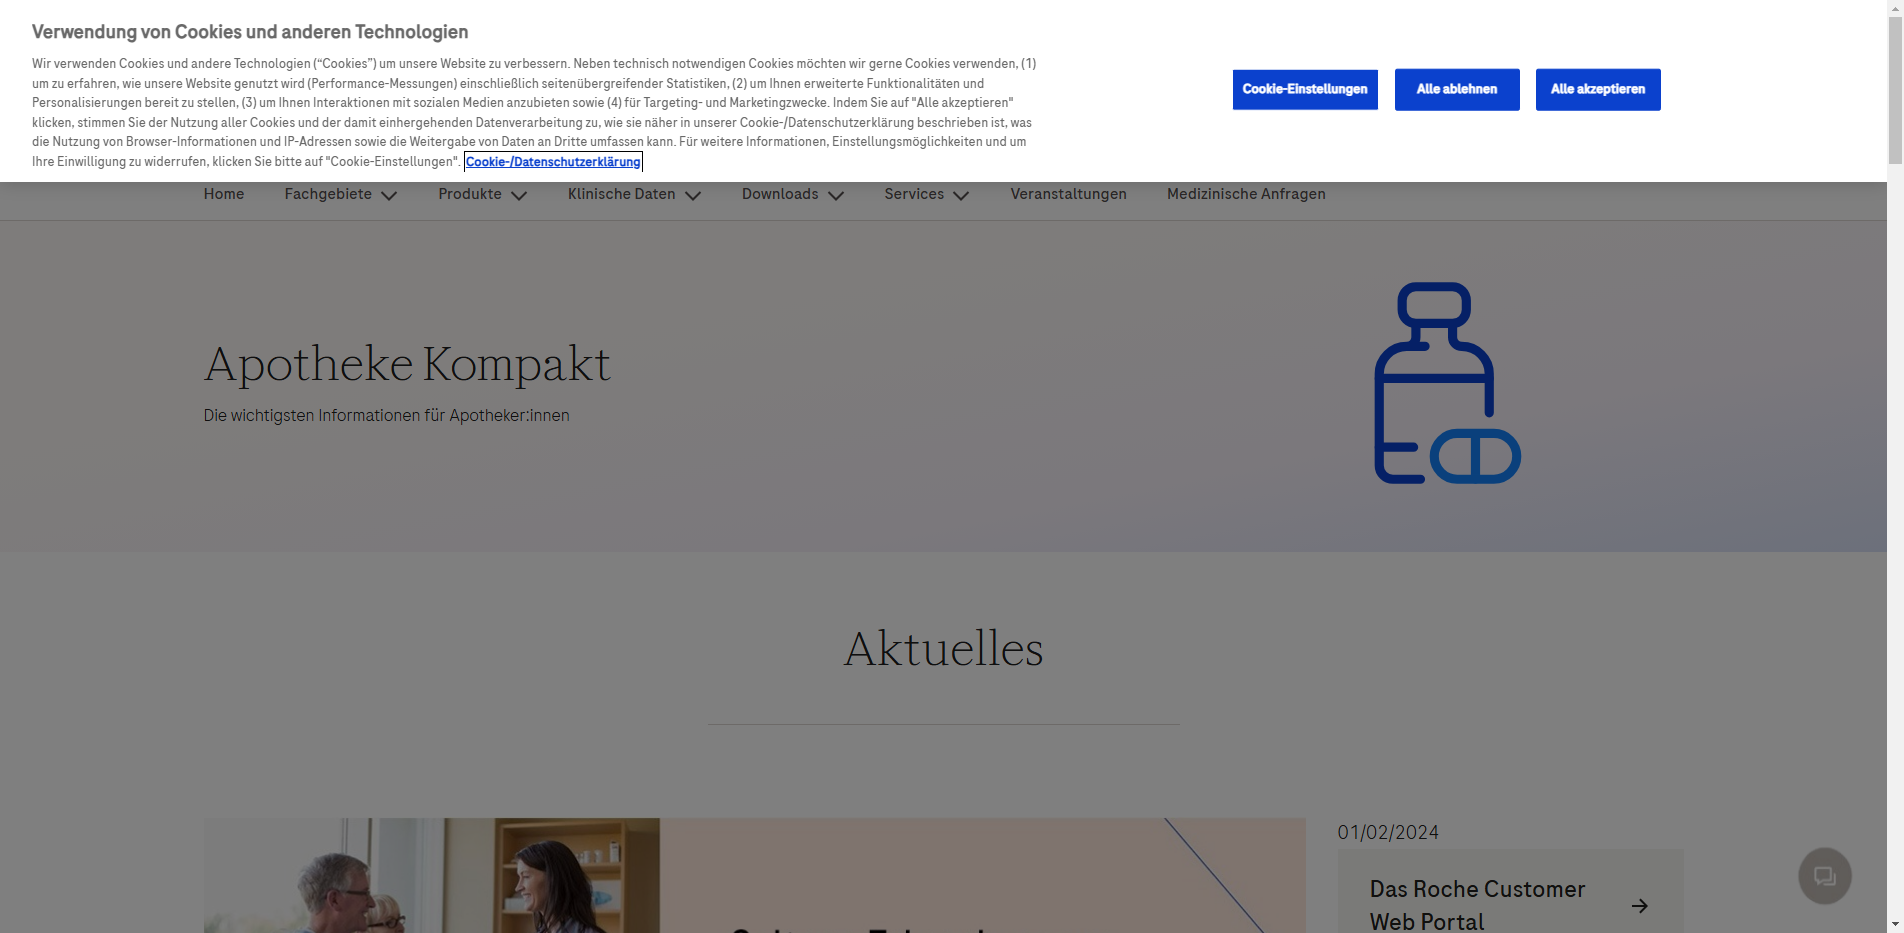 Verwendung von Cookies und anderen Technologien
Wir verwenden Cookies und andere Technologien (“Cookies”) um unsere Website zu verbessern. Neben technisch notwendigen Cookies möchten wir gerne Cookies verwenden, (1)
um zu erfahren, wie unsere Website genutzt wird (Performance-Messungen) einschließlich seitenübergreifender Statistiken, (2) um Ihnen erweiterte Funktionalitäten und
Personalisierungen bereit zu stellen, (3) um Ihnen Interaktionen mit sozialen Medien anzubieten sowie (4) für Targeting- und Marketingzwecke. Indem Sie auf "Alle akzeptieren"
klicken, stimmen Sie der Nutzung aller Cookies und der damit einhergehenden Datenverarbeitung zu, wie sie näher in unserer Cookie-/Datenschutzerklärung beschrieben ist, was
die Nutzung von Browser-Informationen und IP-Adressen sowie die Weitergabe von Daten an Dritte umfassen kann. Für weitere Informationen, Einstellungsmöglichkeiten und um
Ihre Einwilligung zu widerrufen, klicken Sie bitte auf "Cookie-Einstellungen". Cookie-/Datenschutzerklärung
Cookie-Einstellungen
Alle ablehnen
Alle akzeptieren
Home Fachgebiete Produkte Klinische Daten Downloads Services Veranstaltungen Medizinische Anfragen
Apotheke Kompakt
Die wichtigsten Informationen für Apotheker:innen
Aktuelles
01/02/2024
Das Roche Customer
Web Portal